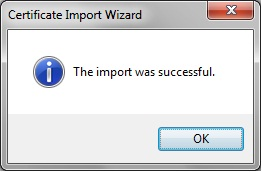 Certificate Import Wizard
The import was successful.
OK